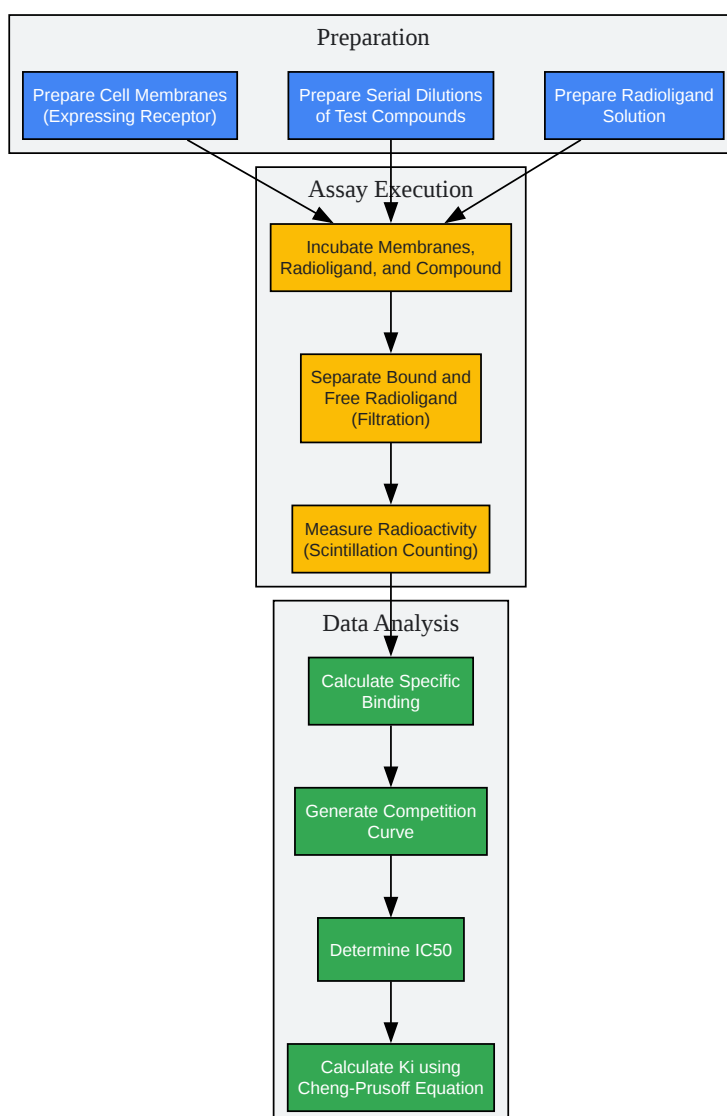 Preparation
Prepare Cell Membranes
(Expressing Receptor)
Prepare Serial Dilutions
of Test Compounds
Prepare Radioligand
Solution
Assay Execution
Incubate Membranes,
Radioligand, and Compound
Separate Bound and
Free Radioligand
(Filtration)
Measure Radioactivity
(Scintillation Counting)
Data Analysis
Calculate Specific
Binding
Generate Competition
Curve
Determine IC50
Calculate Ki using
Cheng-Prusoff Equation